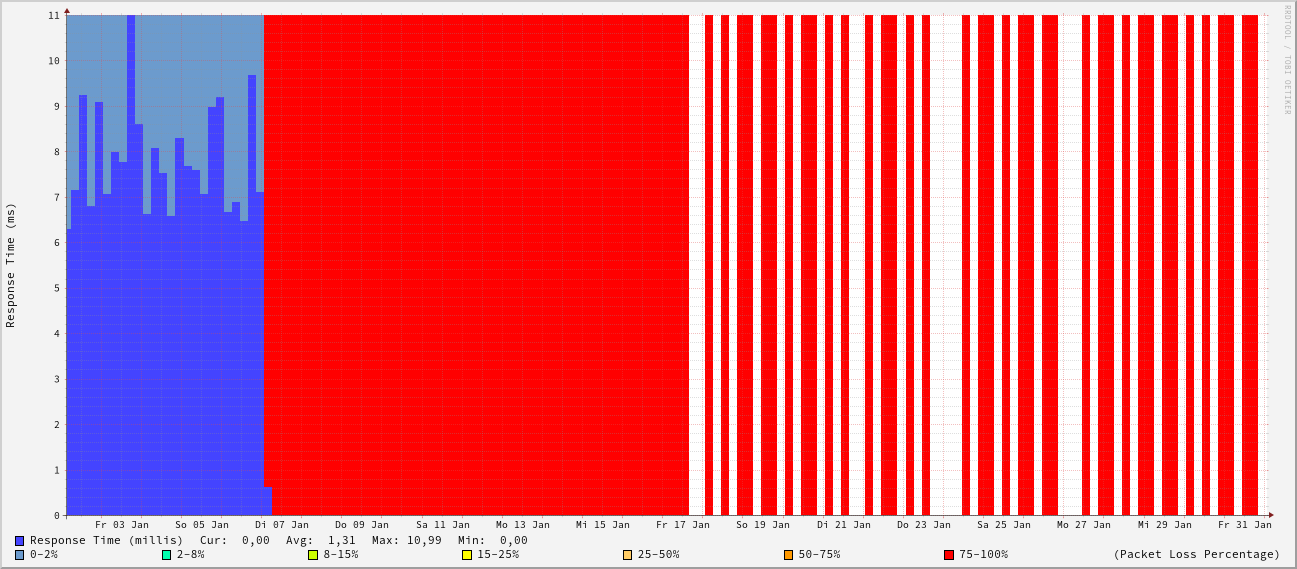 RRDTOOL / TOBI OETIKER
Response Time (ms)
11
10
9
8
7
6
5
4
3
2
1
0
Fr 03 Jan So 05 Jan Di 07 Jan Do 09 Jan Sa 11 Jan Mo 13 Jan Mi 15 Jan Fr 17 Jan So 19 Jan Di 21 Jan Do 23 Jan Sa 25 Jan Mo 27 Jan Mi 29 Jan Fr 31 Jan
Response Time (millis) Cur: 0,00 Avg: 1,31 Max: 10,99 Min: 0,00
0-2% 2-8% 8-15% 15-25% 25-50% 50-75% 75-100% (Packet Loss Percentage)